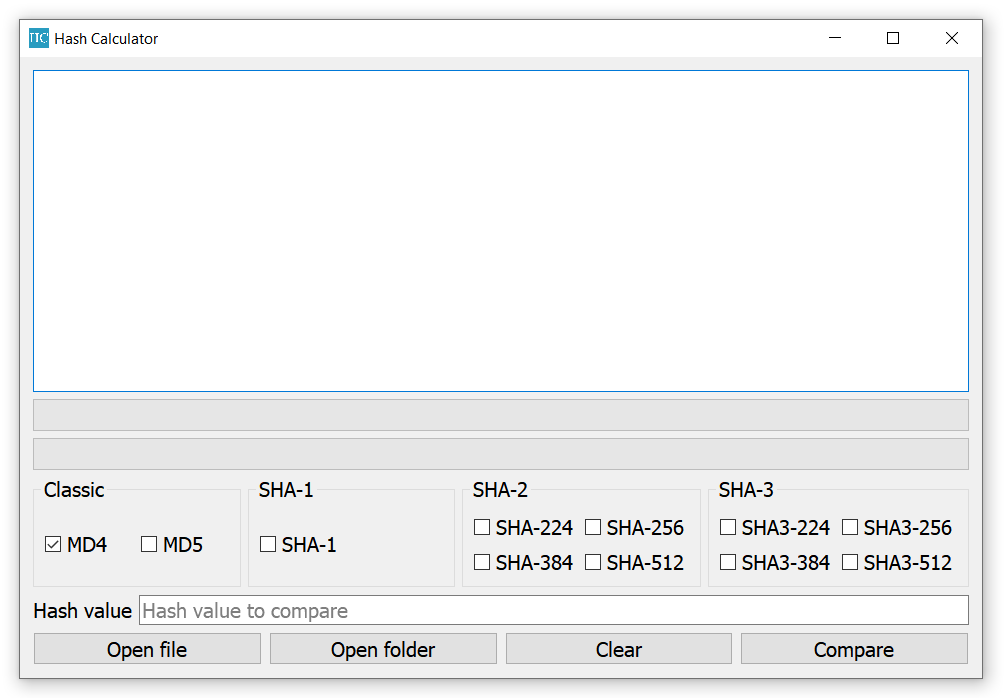 Hash Calculator
Classic SHA-1 SHA-2 SHA-3
MD4 MD5 SHA-1 SHA-224 SHA-256 SHA3-224 SHA3-256
SHA-384 SHA-512 SHA3-384 SHA3-512
Hash value Hash value to compare
Open file Open folder Clear Compare